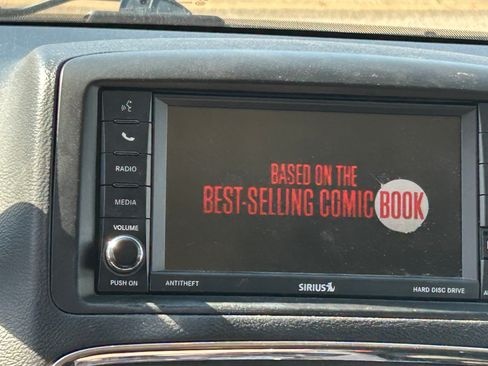 BASED ON THE
BEST-SELLING COMIC BOOK
RADIO
MEDIA
VOLUME
PUSH ON
ANTITHEFT
SIRIUS
HARD DISC DRIVE